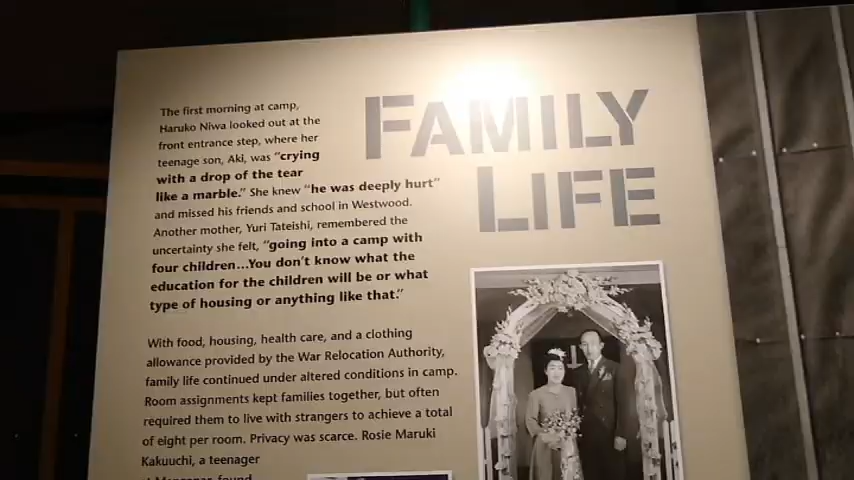 FAMILY
LIFE
The first morning at camp,
Haruko Niwa looked out at the
front entrance step, where her
teenage son, Aki, was "crying
with a drop of the tear
like a marble." She knew "he was deeply hurt"
and missed his friends and school in Westwood.
Another mother, Yuri Tateishi, remembered the
uncertainty she felt, "going into a camp with
four children...You don't know what the
education for the children will be or what
type of housing or anything like that."
With food, housing, health care, and a clothing
allowance provided by the War Relocation Authority,
family life continued under altered conditions in camp.
Room assignments kept families together, but often
required them to live with strangers to achieve a total
of eight per room. Privacy was scarce. Rosie Maruki
Kakuuchi, a teenager
at Manzanar, found